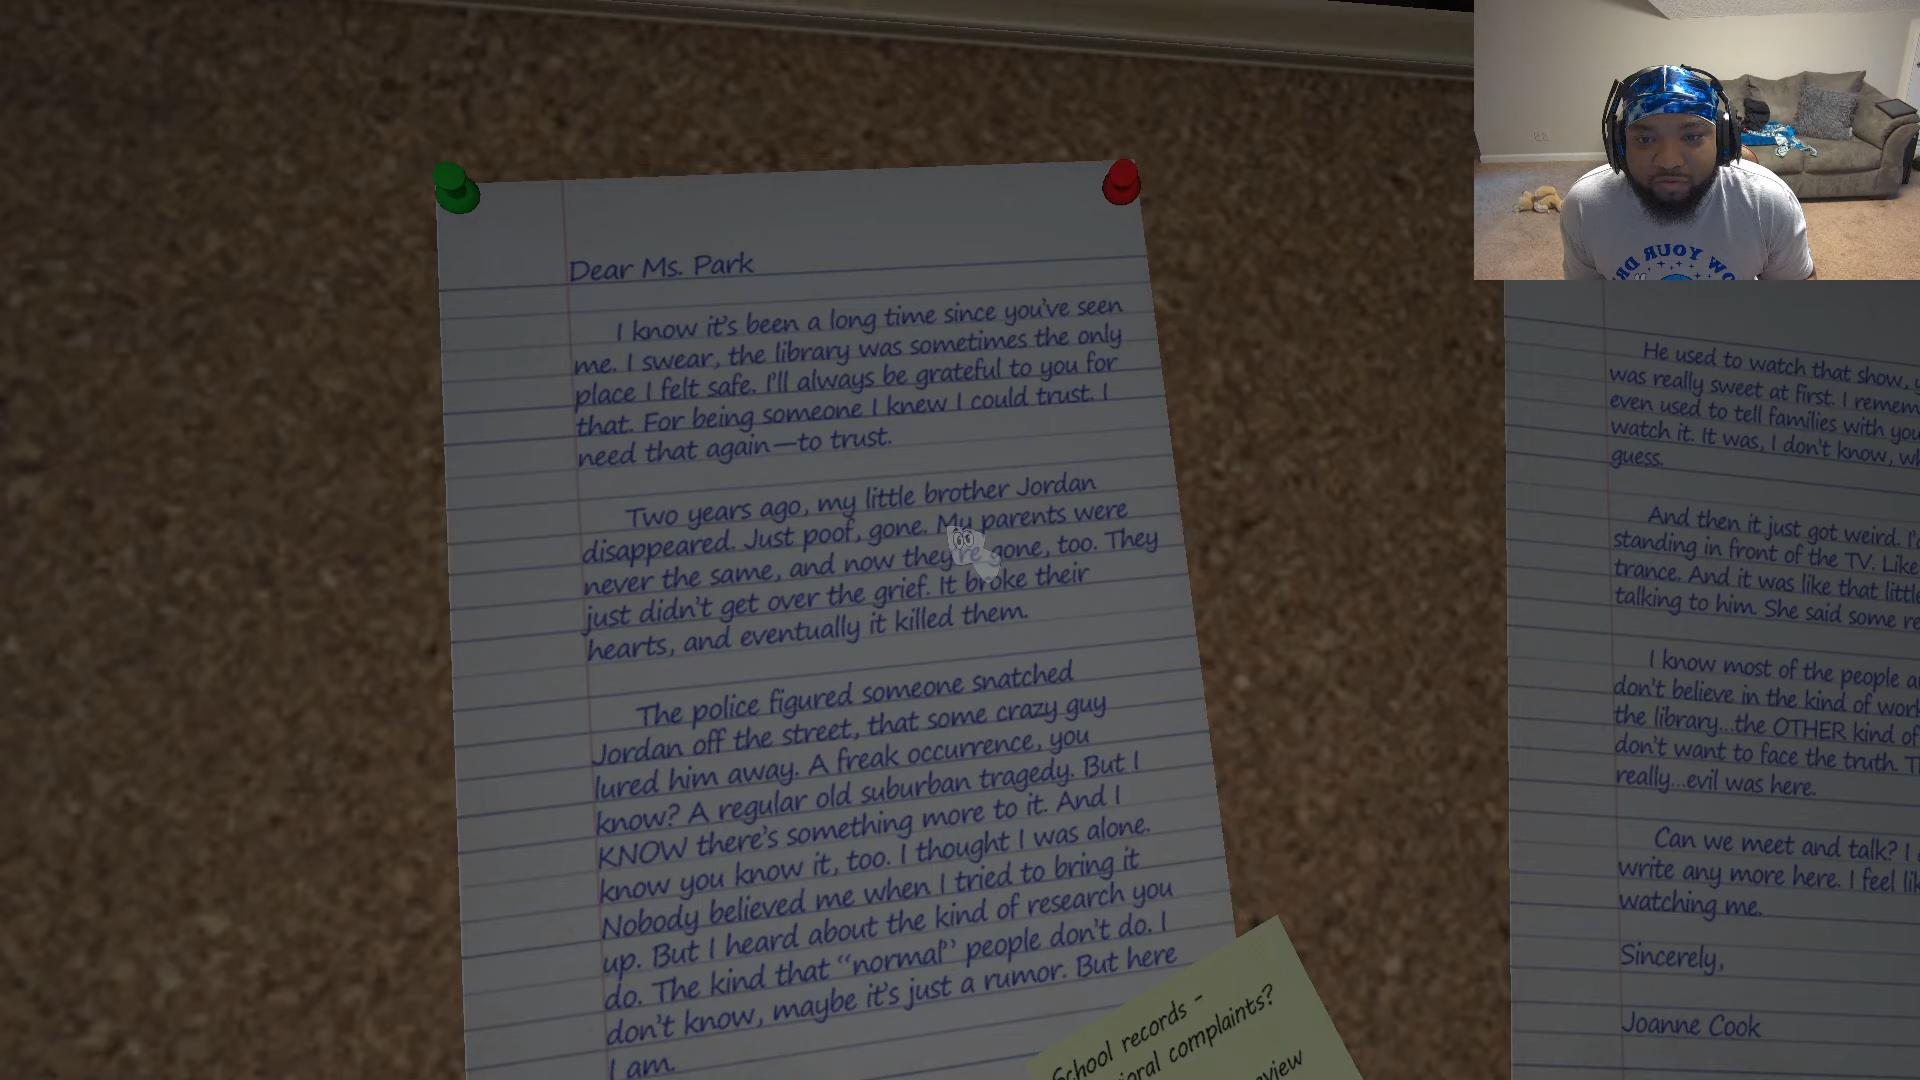 Dear Ms. Park
I know it's been a long time since you've seen
me. I swear, the library was sometimes the only
place I felt safe. I'll always be grateful to you for
that. For being someone I knew I could trust. I
need that again—to trust.
Two years ago, my little brother Jordan
disappeared. Just poof, gone. My parents were
never the same, and now they're gone, too. They
just didn't get over the grief. It broke their
hearts, and eventually it killed them.
The police figured someone snatched
Jordan off the street, that some crazy guy
lured him away. A freak occurrence, you
know? A regular old suburban tragedy. But I
KNOW there's something more to it. And I
know you know it, too. I thought I was alone.
Nobody believed me when I tried to bring it
up. But I heard about the kind of research you
do. The kind that “normal” people don't do. I
don't know, maybe it's just a rumor. But here
I am.
School records -
complaints?
He used to watch that show,
was really sweet at first. I
even used to tell families with
watch it. It was, I don't know,
guess.
And then it just got weird.
standing in front of the TV. Like
trance. And it was like that
talking to him. She said some
I know most of the people
don't believe in the kind of
the library...the OTHER kind of
don't want to face the truth.
really...evil was here.
Can we meet and talk? I
write any more here. I feel
watching me.
Sincerely,
Joanne Cook
YOUR